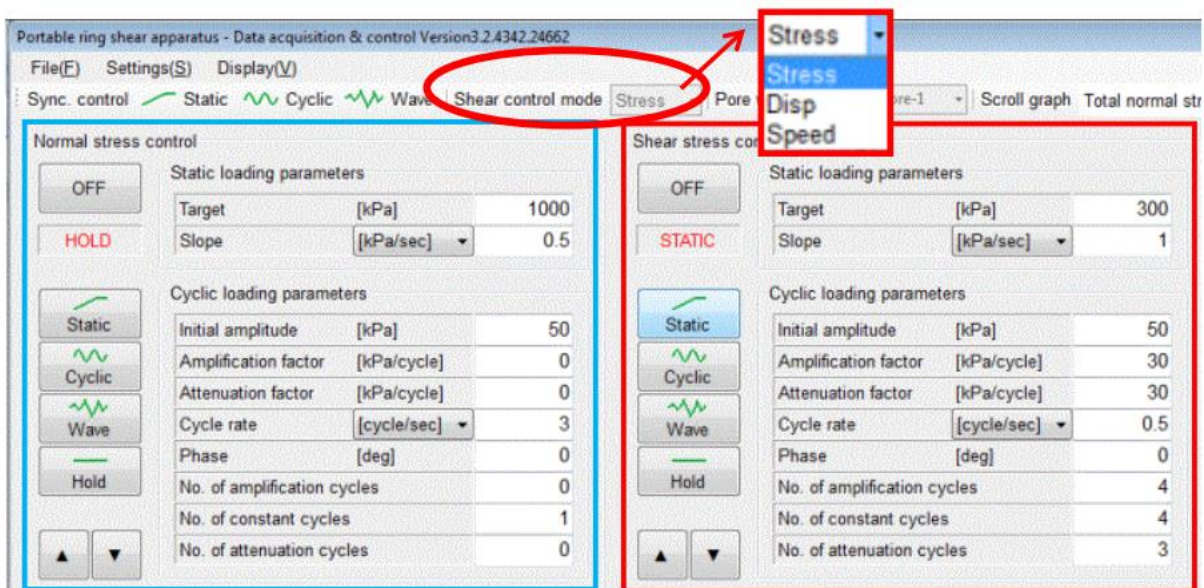 Portable ring shear apparatus - Data acquisition & control Version3.2.4342.24662
File(F) Settings(S) Display(V)
Sync. control Static Cyclic Wave Shear control mode Stress Pore re-1 Scroll graph Total normal str
Stress
Stress
Disp
Speed
Normal stress control
OFF
HOLD
Static loading parameters
Target [kPa] 1000
Slope [kPa/sec] 0.5
Static
Cyclic
Wave
Hold
Cyclic loading parameters
Initial amplitude [kPa] 50
Amplification factor [kPa/cycle] 0
Attenuation factor [kPa/cycle] 0
Cycle rate [cycle/sec] 3
Phase [deg] 0
No. of amplification cycles 0
No. of constant cycles 1
No. of attenuation cycles 0
Shear stress con
OFF
STATIC
Static loading parameters
Target [kPa] 300
Slope [kPa/sec] 1
Static
Cyclic
Wave
Hold
Cyclic loading parameters
Initial amplitude [kPa] 50
Amplification factor [kPa/cycle] 30
Attenuation factor [kPa/cycle] 30
Cycle rate [cycle/sec] 0.5
Phase [deg] 0
No. of amplification cycles 4
No. of constant cycles 4
No. of attenuation cycles 3